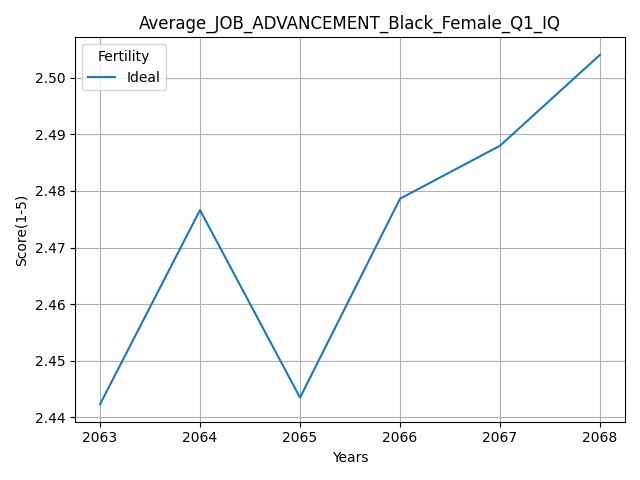 Average_JOB_ADVANCEMENT_Black_Female_Q1_IQ
Fertility
Ideal
Score(1-5)
2.50
2.49
2.48
2.47
2.46
2.45
2.44
2063 2064 2065 2066 2067 2068
Years